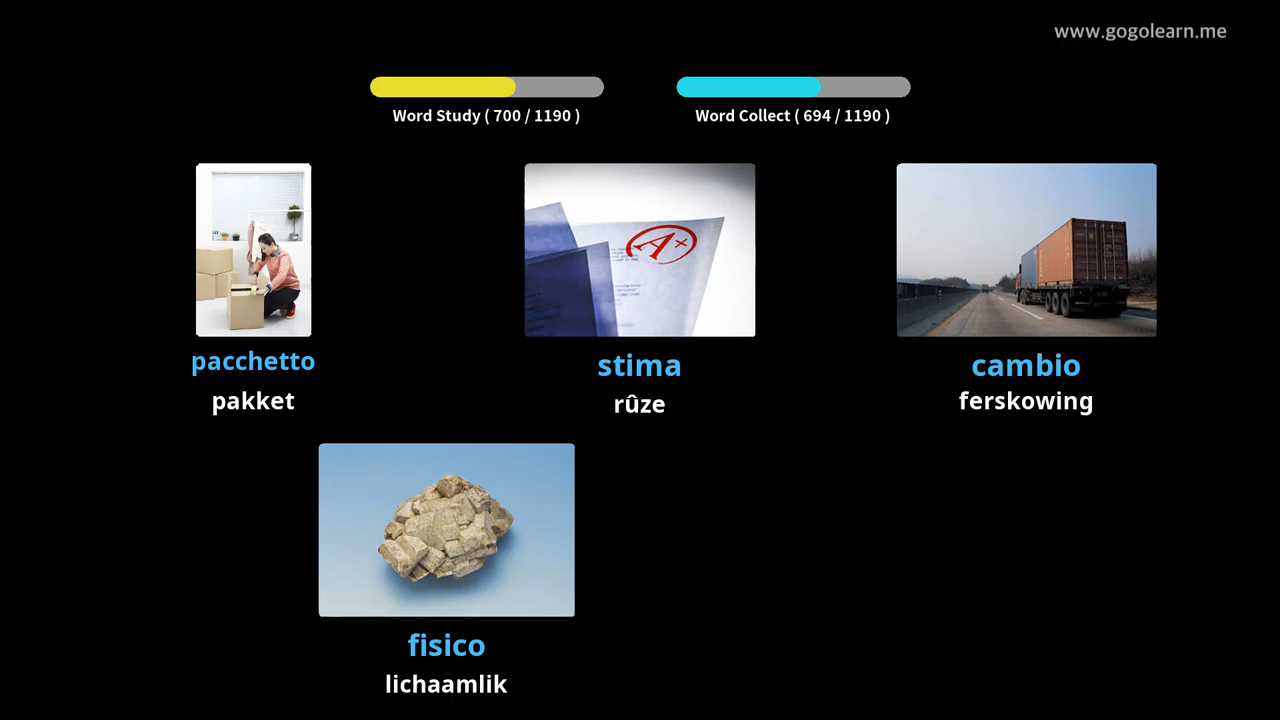 www.gogolearn.me
Word Study ( 700 / 1190 )
Word Collect ( 694 / 1190 )
A+
pacchetto
stima
cambio
pakket
rûze
ferskowing
fisico
lichaamlik